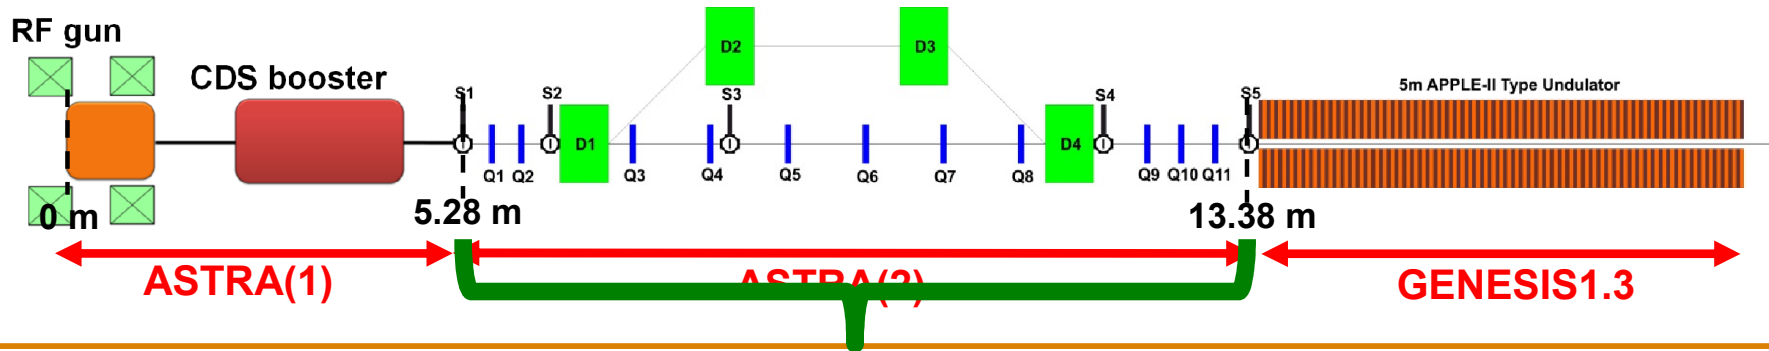 RF gun
CDS booster
D2
D3
5m APPLE-II Type Undulator
S1
S2
S3
S4
S5
D1
D4
Q1 Q2
Q3
Q4
Q5
Q6
Q7
Q8
Q9 Q10 Q11
0 m
5.28 m
13.38 m
ASTRA(1)
ASTRA(2)
GENESIS1.3